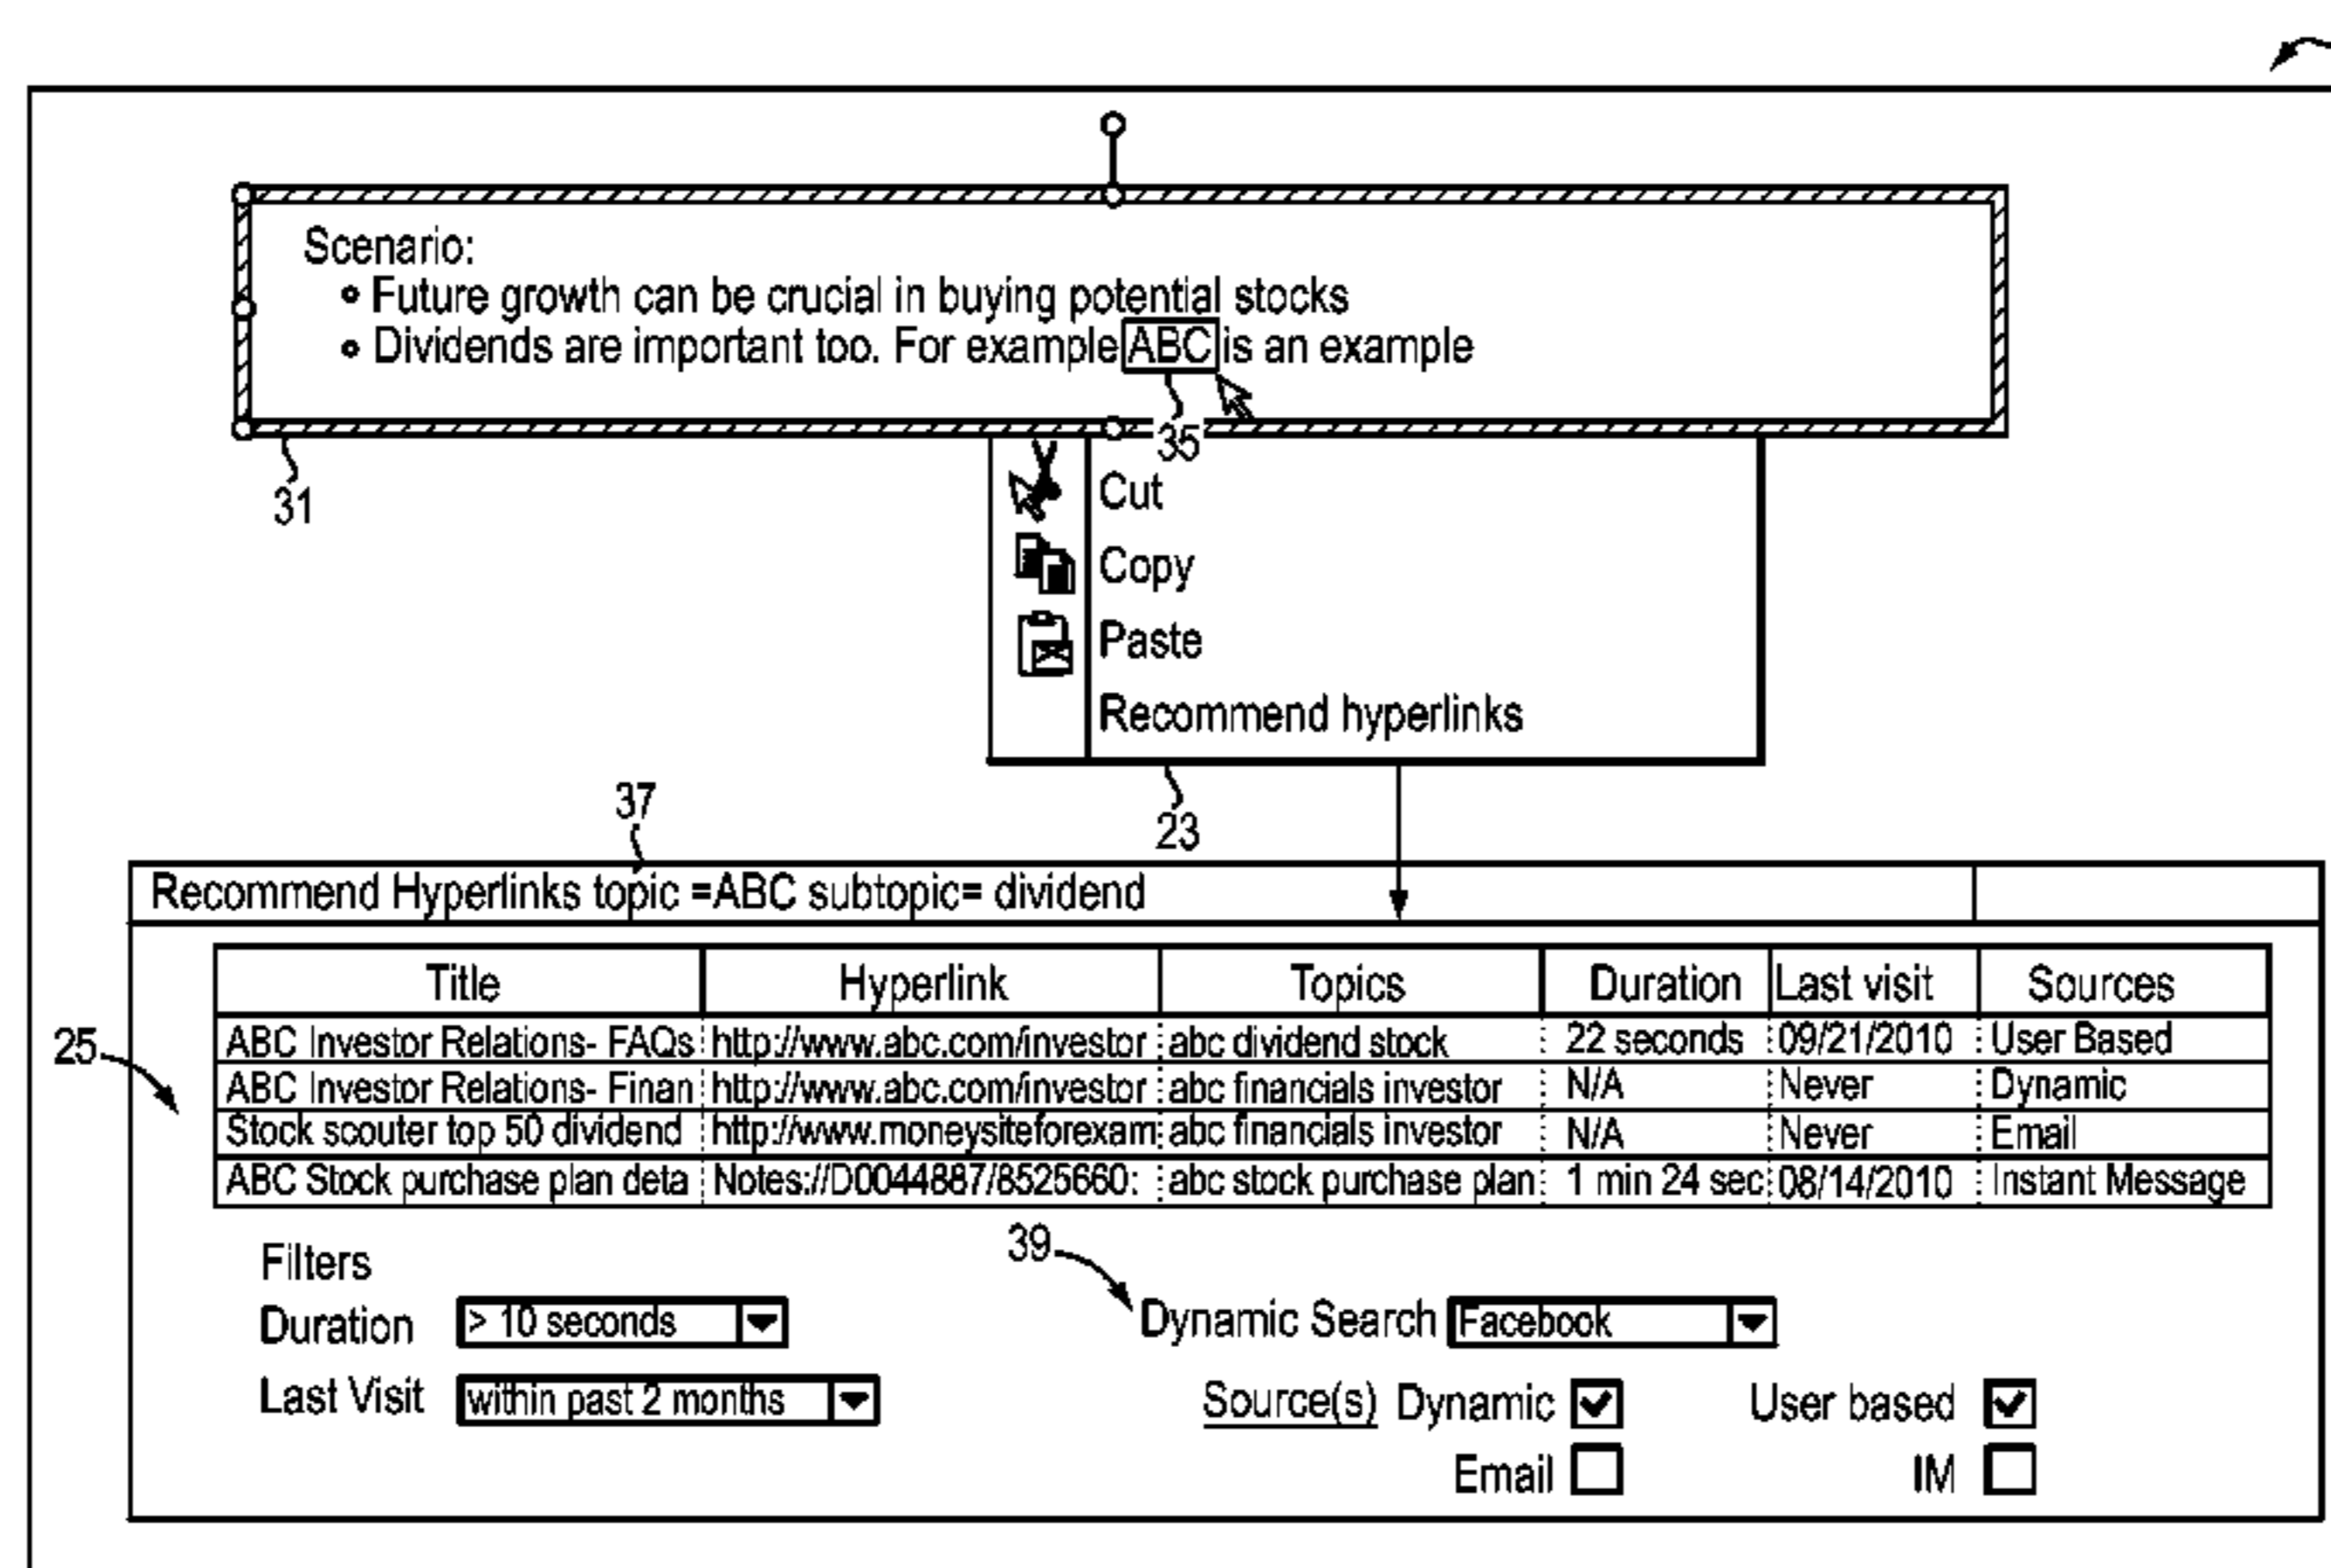 Scenario:
Future growth can be crucial in buying potential stocks
Dividends are important too. For example ABC is an example
35
31
Cut
Copy
Paste
Recommend hyperlinks
37
23
Recommend Hyperlinks topic =ABC subtopic= dividend
Title Hyperlink Topics Duration Last visit Sources
25
ABC Investor Relations- FAQs http://www.abc.com/investor abc dividend stock 22 seconds 09/21/2010 User Based
ABC Investor Relations- Finan http://www.abc.com/investor abc financials investor N/A Never Dynamic
Stock scouter top 50 dividend http://www.moneysiteforexam abc financials investor N/A Never Email
ABC Stock purchase plan deta Notes://D0044887/8525660: abc stock purchase plan 1 min 24 sec 08/14/2010 Instant Message
39
Filters
Duration > 10 seconds Dynamic Search Facebook
Last Visit within past 2 months Source(s) Dynamic User based
Email IM